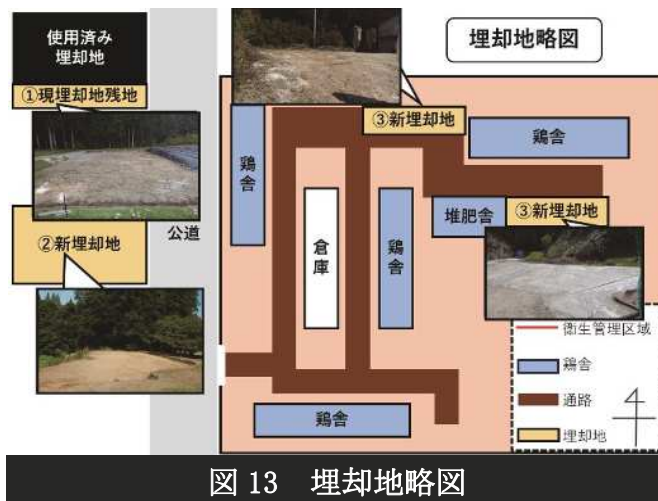 使用済み
埋却地
①現埋却地残地
②新埋却地
公道
埋却地略図
③新埋却地
鶏舎
鶏舎
倉庫
鶏舎
堆肥舎
③新埋却地
鶏舎
衛生管理区域
鶏舎
通路
埋却地
図 13 埋却地略図